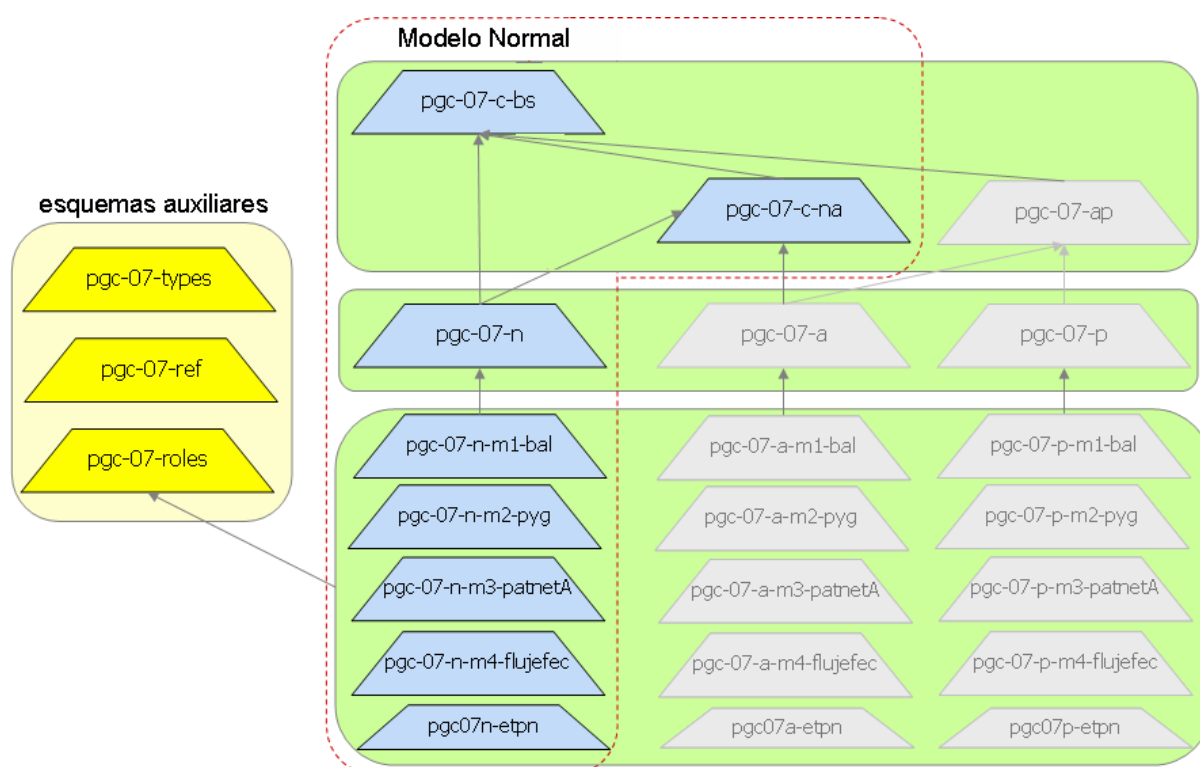 Modelo Normal
pgc-07-c-bs
pgc-07-c-na
pgc-07-ap
esquemas auxiliares
pgc-07-types
pgc-07-ref
pgc-07-roles
pgc-07-n
pgc-07-a
pgc-07-p
pgc-07-n-m1-bal
pgc-07-a-m1-bal
pgc-07-p-m1-bal
pgc-07-n-m2-pyg
pgc-07-a-m2-pyg
pgc-07-p-m2-pyg
pgc-07-n-m3-patnetA
pgc-07-a-m3-patnetA
pgc-07-p-m3-patnetA
pgc-07-n-m4-flujefec
pgc-07-a-m4-flujefec
pgc-07-p-m4-flujefec
pgc07n-etpn
pgc07a-etpn
pgc07p-etpn